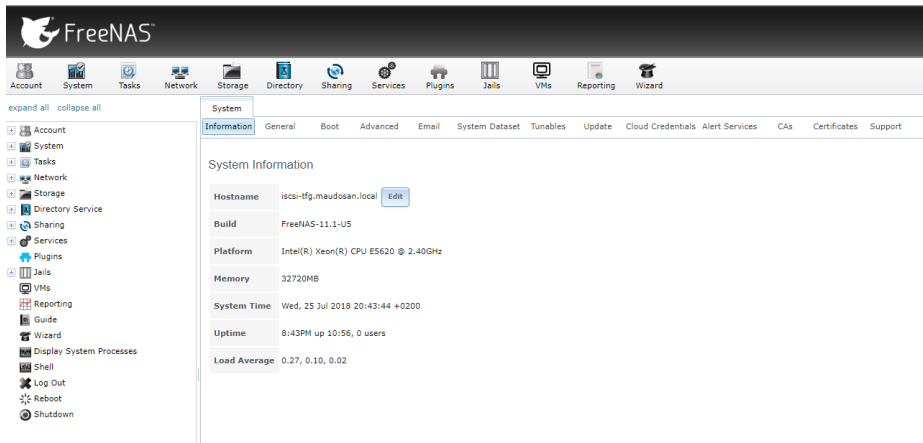 FreeNAS
Account System Tasks Network Storage Directory Sharing Services Plugins Jails VMs Reporting Wizard
expand all collapse all
Account
System
Tasks
Network
Storage
Directory Service
Sharing
Services
Plugins
Jails
VMs
Reporting
Guide
Wizard
Display System Processes
Shell
Log Out
Reboot
Shutdown
System
Information General Boot Advanced Email System Dataset Tunables Update Cloud Credentials Alert Services CAs Certificates Support
System Information
Hostname iscsi-tfg.maudosan.local Edit
Build FreeNAS-11.1-U5
Platform Intel(R) Xeon(R) CPU E5620 @ 2.40GHz
Memory 32720MB
System Time Wed, 25 Jul 2018 20:43:44 +0200
Uptime 8:43PM up 10:56, 0 users
Load Average 0.27, 0.10, 0.02